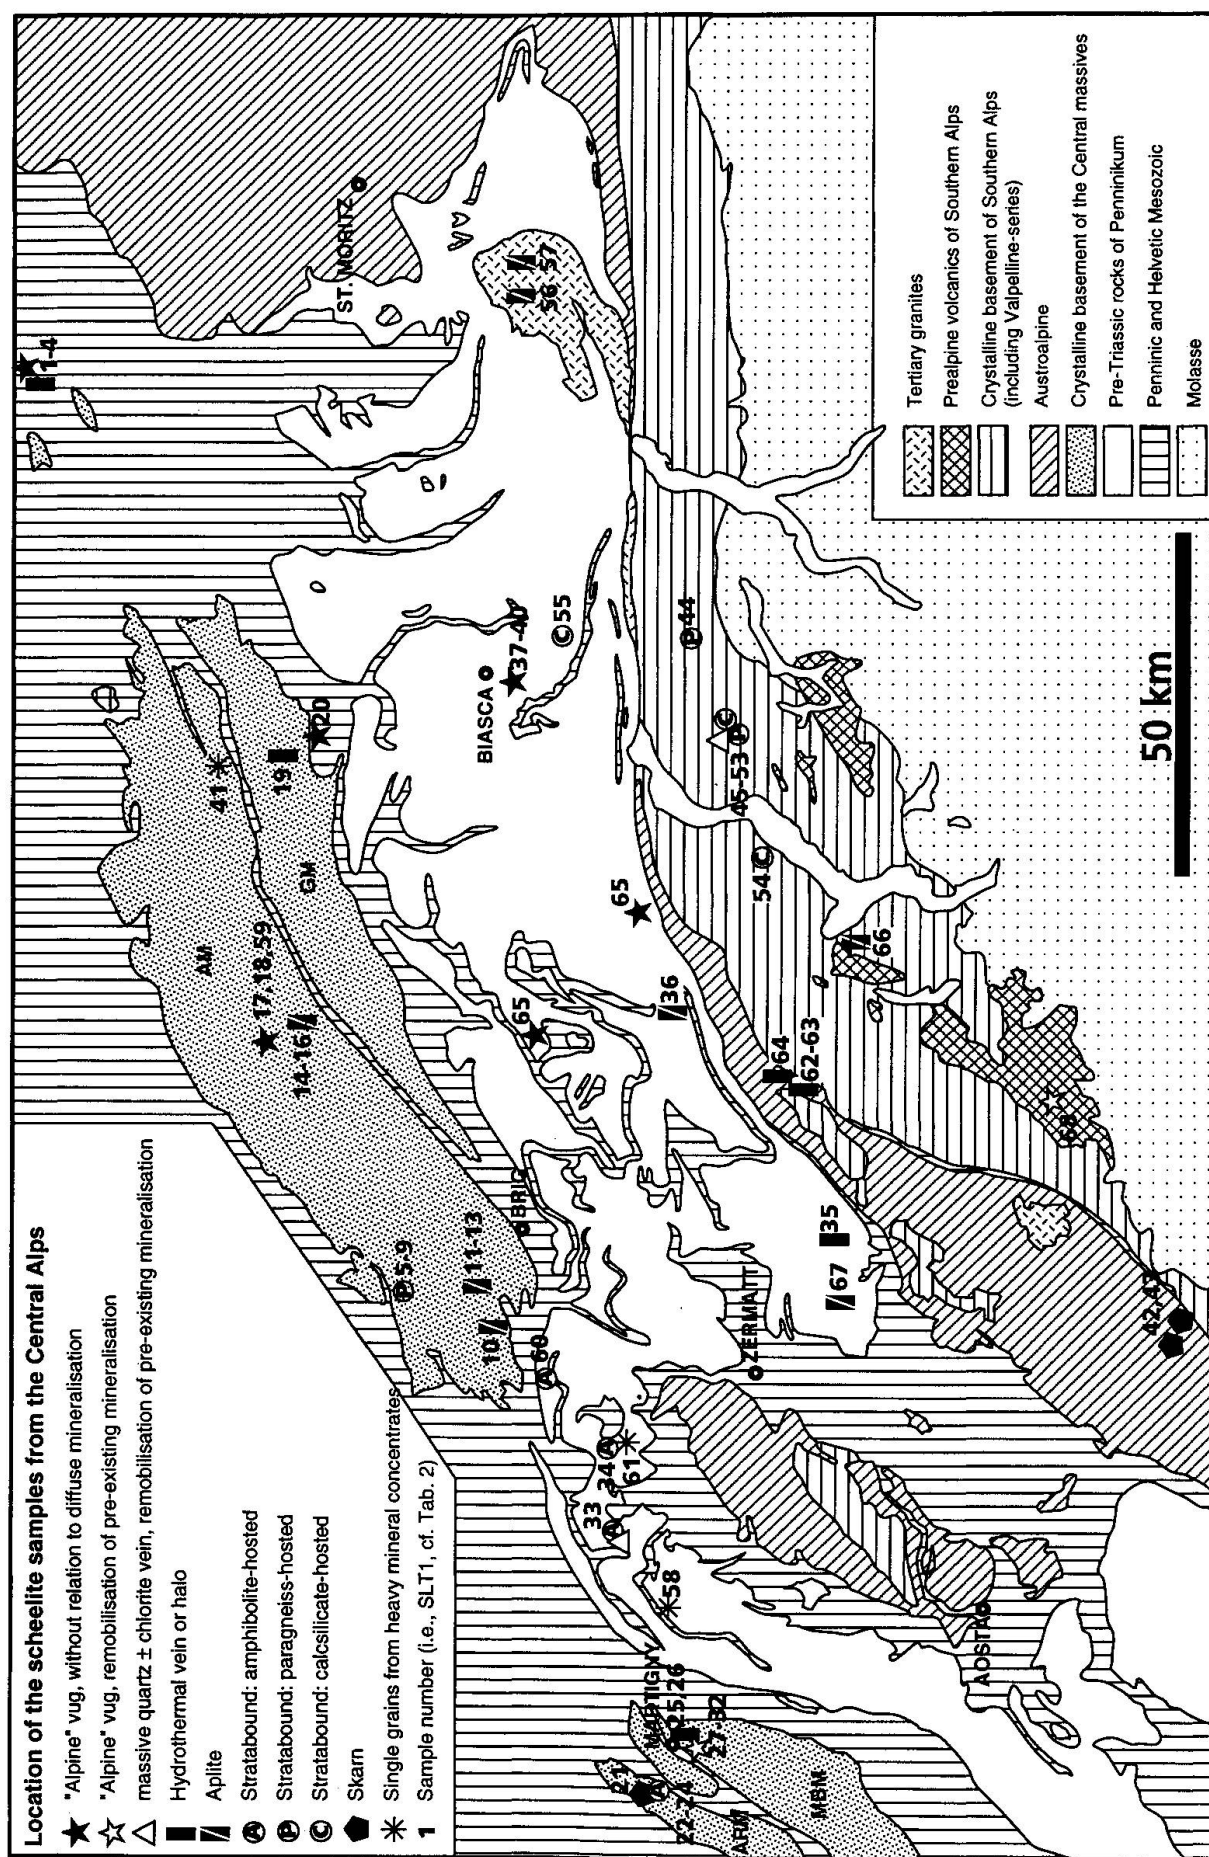 Location of the scheelite samples from the Central Alps
"Alpine" vug, without relation to diffuse mineralisation
"Alpine" vug, remobilisation of pre-existing mineralisation
massive quartz ± chlorite vein, remobilisation of pre-existing mineralisation
Hydrothermal vein or halo
Aplite
A Stratabound: amphibolite-hosted
P Stratabound: paragneiss-hosted
C Stratabound: calcsilicate-hosted
Skarn
Single grains from heavy mineral concentrates
1 Sample number (i.e., SLT1, cf. Tab. 2)
1-4
ST. MORITZ
56
57
41
19
20
AM
GM
17, 18, 59
14-16
BIASCA
37-40
C 55
P 5-9
11-13
10
BRIG
65
65
36
P 44
C
P
45-53
54 C
A 60
34 A
61
33
A
58
ZERMATT
67
35
64
62-63
66
68
42, 43
MARTIGNY
25, 26
27-32
21
A
22-24
ARM
MBM
AOSTA
50 km
Tertiary granites
Prealpine volcanics of Southern Alps
Crystalline basement of Southern Alps
(including Valpelline-series)
Austroalpine
Crystalline basement of the Central massives
Pre-Triassic rocks of Penninikum
Penninic and Helvetic Mesozoic
Molasse